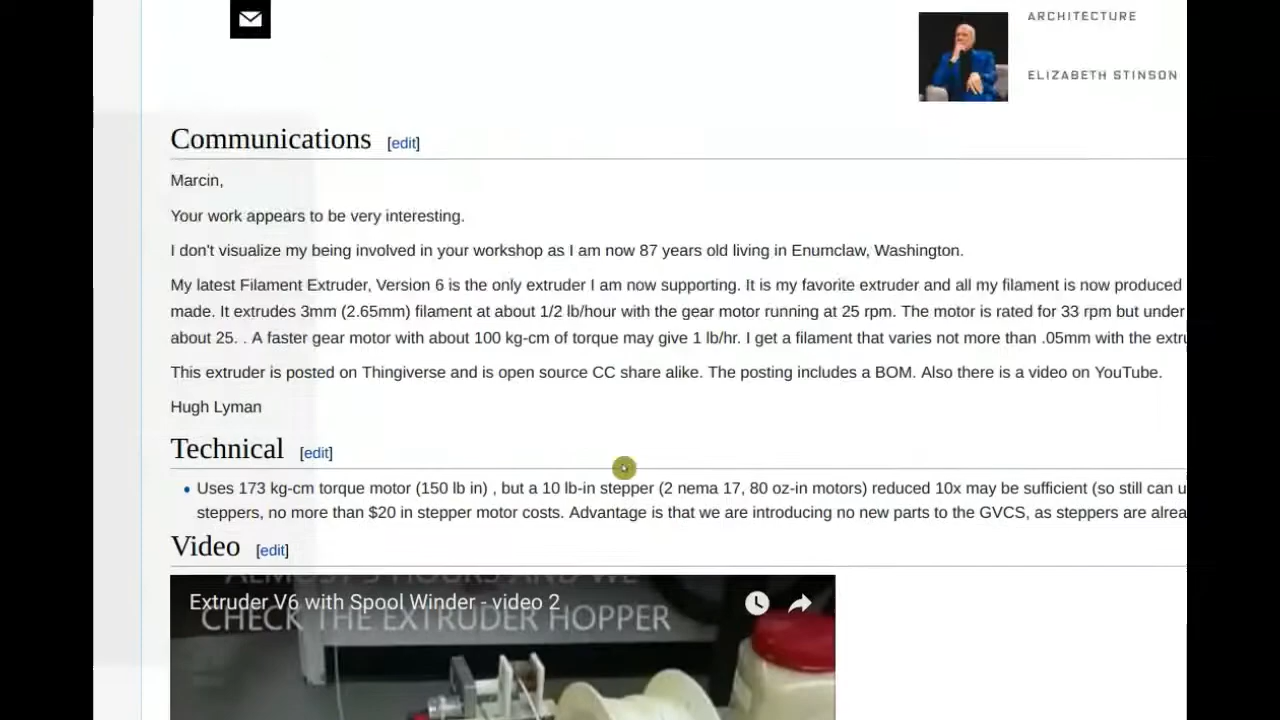 ARCHITECTURE
ELIZABETH STINSON
Communications [edit]
Marcin,
Your work appears to be very interesting.
I don't visualize my being involved in your workshop as I am now 87 years old living in Enumclaw, Washington.
My latest Filament Extruder, Version 6 is the only extruder I am now supporting. It is my favorite extruder and all my filament is now produced
made. It extrudes 3mm (2.65mm) filament at about 1/2 lb/hour with the gear motor running at 25 rpm. The motor is rated for 33 rpm but under
about 25. . A faster gear motor with about 100 kg-cm of torque may give 1 lb/hr. I get a filament that varies not more than .05mm with the extru
This extruder is posted on Thingiverse and is open source CC share alike. The posting includes a BOM. Also there is a video on YouTube.
Hugh Lyman
Technical [edit]
• Uses 173 kg-cm torque motor (150 lb in) , but a 10 lb-in stepper (2 nema 17, 80 oz-in motors) reduced 10x may be sufficient (so still can u
steppers, no more than $20 in stepper motor costs. Advantage is that we are introducing no new parts to the GVCS, as steppers are alrea
Video [edit]
ALMOST 3 HOURS AND WE
Extruder V6 with Spool Winder - video 2
CHECK THE EXTRUDER HOPPER